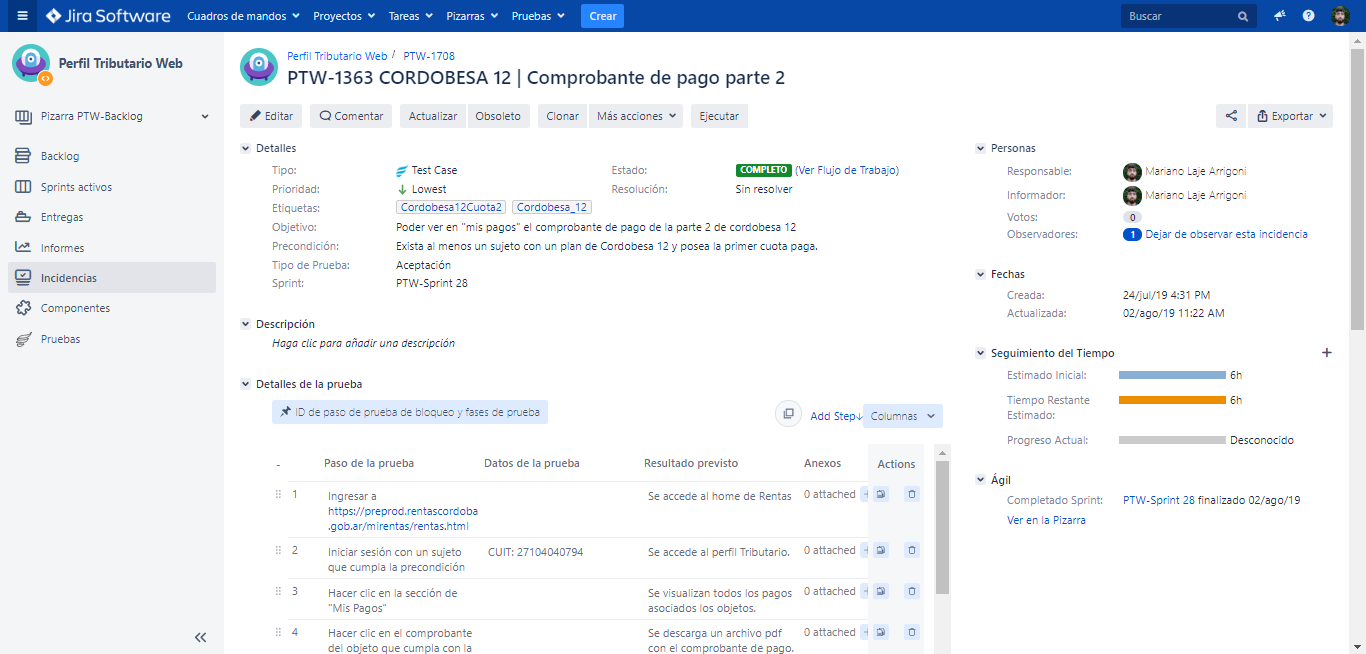 Jira Software Cuadros de mandos Proyectos Tareas Pizarras Pruebas Crear Buscar
Perfil Tributario Web
Pizarra PTW-Backlog
Backlog
Sprints activos
Entregas
Informes
Incidencias
Componentes
Pruebas
Perfil Tributario Web / PTW-1708
PTW-1363 CORDOBESA 12 | Comprobante de pago parte 2
Editar Comentar Actualizar Obsoleto Clonar Más acciones Ejecutar Exportar
Detalles
Tipo: Test Case Estado: COMPLETO (Ver Flujo de Trabajo)
Prioridad: Lowest Resolución: Sin resolver
Etiquetas: Cordobesa12Cuota2 Cordobesa_12
Objetivo: Poder ver en "mis pagos" el comprobante de pago de la parte 2 de cordobesa 12
Precondición: Exista al menos un sujeto con un plan de Cordobesa 12 y posea la primer cuota paga.
Tipo de Prueba: Aceptación
Sprint: PTW-Sprint 28
Descripción
Haga clic para añadir una descripción
Detalles de la prueba
ID de paso de prueba de bloqueo y fases de prueba Add Step↓ Columnas
- Paso de la prueba Datos de la prueba Resultado previsto Anexos Actions
1 Ingresar a Se accede al home de Rentas 0 attached
https://preprod.rentascordoba
.gob.ar/mirentas/rentas.html
2 Iniciar sesión con un sujeto CUIT: 27104040794 Se accede al perfil Tributario. 0 attached
que cumpla la precondición
3 Hacer clic en la sección de Se visualizan todos los pagos 0 attached
"Mis Pagos" asociados los objetos.
4 Hacer clic en el comprobante Se descarga un archivo pdf 0 attached
del objeto que cumpla con la con el comprobante de pago.
Personas
Responsable: Mariano Laje Arrigoni
Informador: Mariano Laje Arrigoni
Votos: 0
Observadores: 1 Dejar de observar esta incidencia
Fechas
Creada: 24/jul/19 4:31 PM
Actualizada: 02/ago/19 11:22 AM
Seguimiento del Tiempo +
Estimado Inicial: 6h
Tiempo Restante 6h
Estimado:
Progreso Actual: Desconocido
Ágil
Completado Sprint: PTW-Sprint 28 finalizado 02/ago/19
Ver en la Pizarra